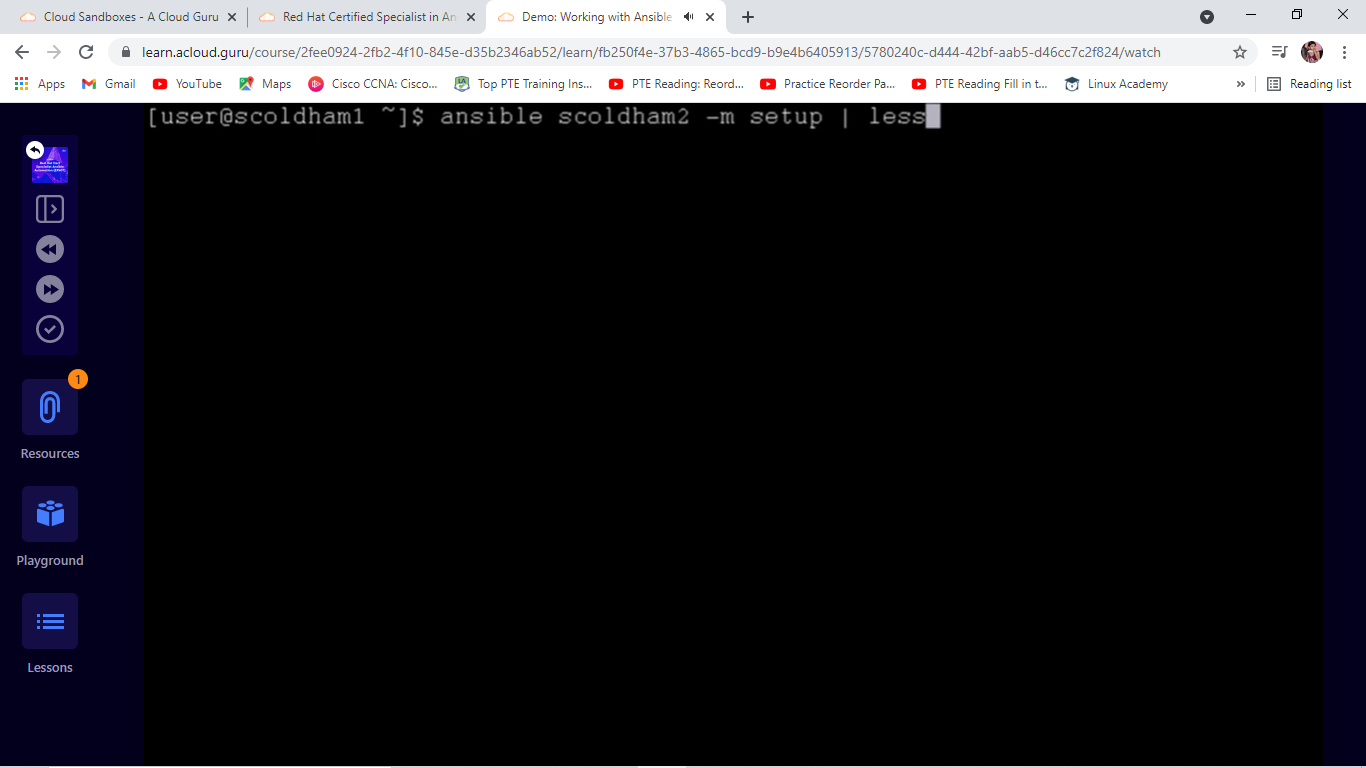 Cloud Sandboxes - A Cloud Guru
Red Hat Certified Specialist in An
Demo: Working with Ansible
learn.acloud.guru/course/2fee0924-2fb2-4f10-845e-d35b2346ab52/learn/fb250f4e-37b3-4865-bcd9-b9e4b6405913/5780240c-d444-42bf-aab5-d46cc7c2f824/watch
Apps
Gmail
YouTube
Maps
Cisco CCNA: Cisco...
Top PTE Training Ins...
PTE Reading: Reord...
Practice Reorder Pa...
PTE Reading Fill in t...
Linux Academy
»
Reading list
[user@scoldham1 ~]$ ansible scoldham2 -m setup | less
1
Resources
Playground
Lessons